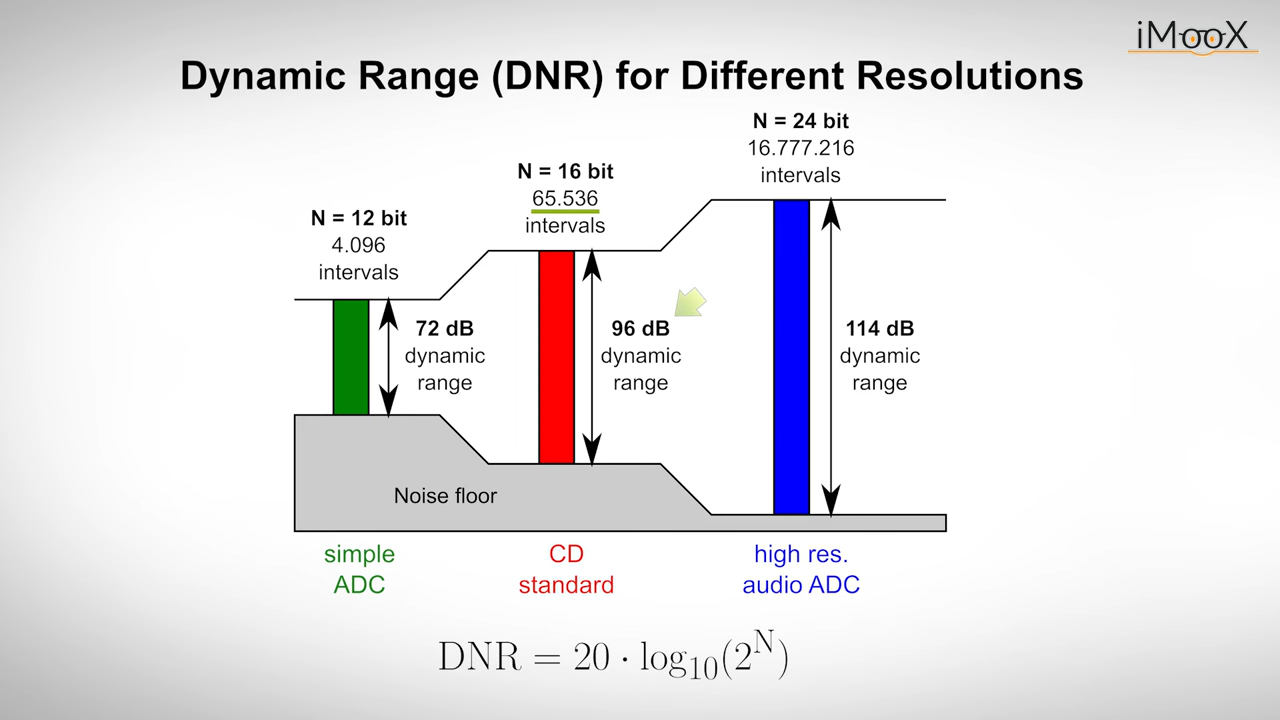 iMooX
Dynamic Range (DNR) for Different Resolutions
N = 12 bit
4.096
intervals
N = 16 bit
65.536
intervals
N = 24 bit
16.777.216
intervals
72 dB
dynamic
range
96 dB
dynamic
range
114 dB
dynamic
range
Noise floor
simple
ADC
CD
standard
high res.
audio ADC
DNR = 20 · log₁₀(2ᴺ)